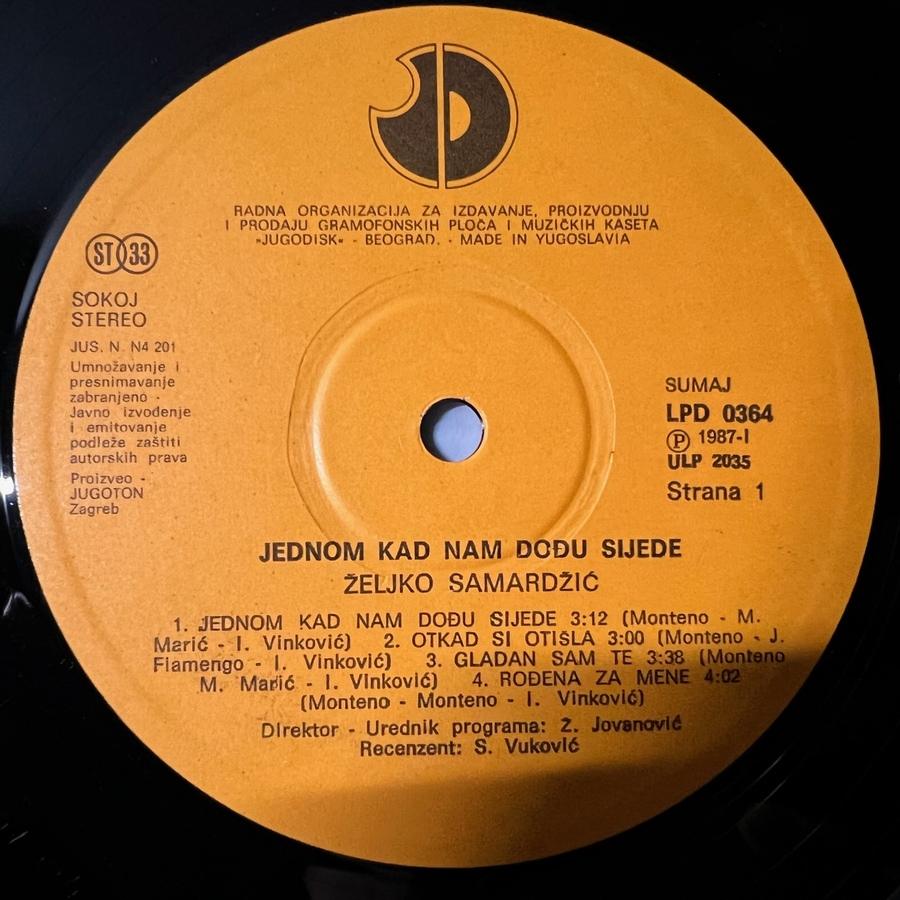 JD
RADNA ORGANIZACIJA ZA IZDAVANJE, PROIZVODNJU
I PRODAJU GRAMOFONSKIH PLOČA I MUZIČKIH KASETA
»JUGODISK« - BEOGRAD. - MADE IN YUGOSLAVIA
ST 33
SOKOJ
STEREO
JUS. N. N4 201
Umnožavanje i
presnimavanje
zabranjeno -
Javno izvođenje
i emitovanje
podleže zaštiti
autorskih prava
Proizveo -
JUGOTON
Zagreb
SUMAJ
LPD 0364
Ⓟ 1987-I
ULP 2035
Strana 1
JEDNOM KAD NAM DOĐU SIJEDE
ŽELJKO SAMARDŽIĆ
1. JEDNOM KAD NAM DOĐU SIJEDE 3:12 (Monteno - M.
Marić - I. Vinković) 2. OTKAD SI OTIŠLA 3:00 (Monteno - J.
Flamengo - I. Vinković) 3. GLADAN SAM TE 3:38 (Monteno
M. Marić - I. Vinković) 4. ROĐENA ZA MENE 4:02
(Monteno - Monteno - I. Vinković)
Direktor - Urednik programa: Ž. Jovanović
Recenzent: S. Vuković